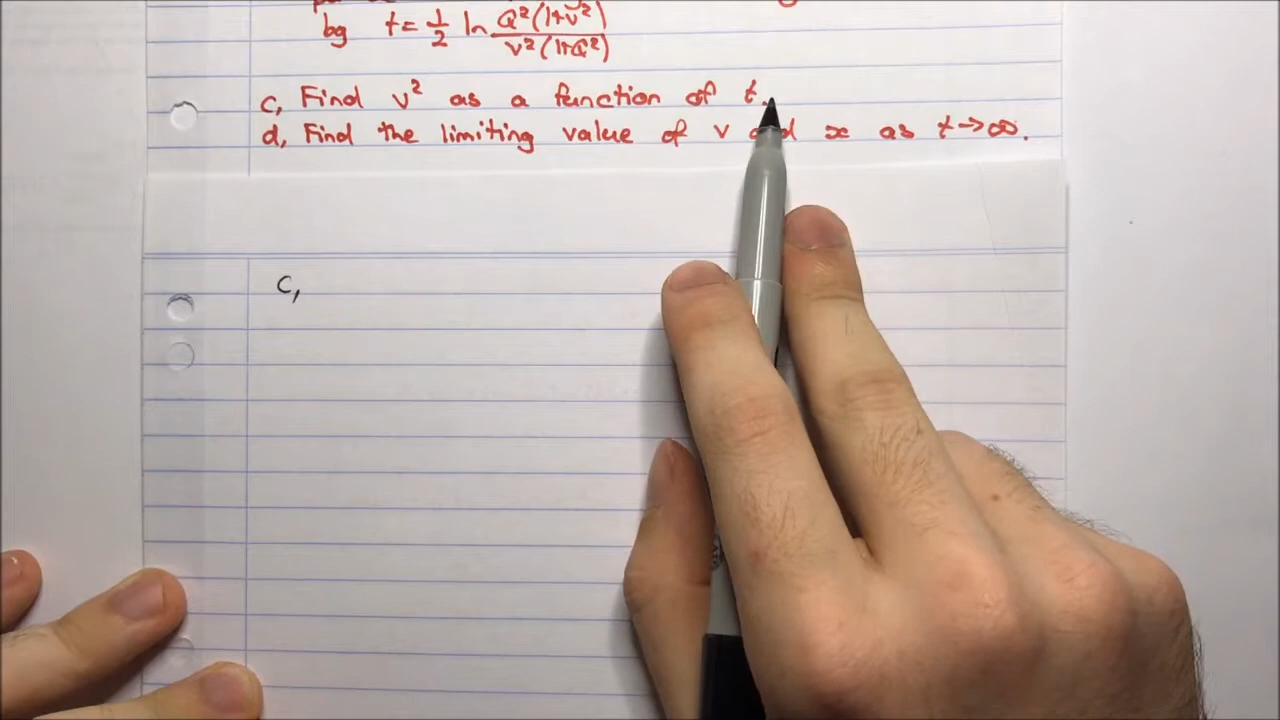 by t = 1/2 ln Q²(1+v²)/v²(1+Q²)
c, Find v² as a function of t.
d, Find the limiting value of v and x as t→∞.
c,